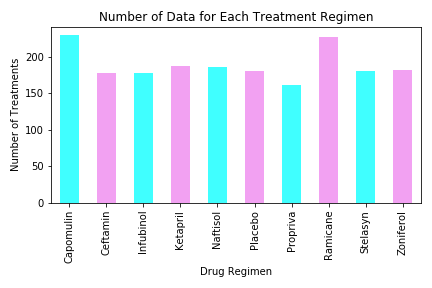 Number of Data for Each Treatment Regimen
Number of Treatments
200
150
100
50
0
Capomulin
Ceftamin
Infubinol
Ketapril
Naftisol
Placebo
Propriva
Ramicane
Stelasyn
Zoniferol
Drug Regimen